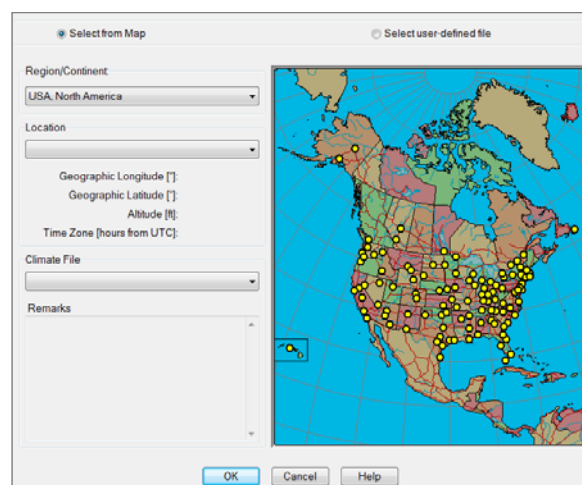 Select from Map
Select user-defined file
Region/Continent
USA, North America
Location
Geographic Longitude [°]:
Geographic Latitude [°]:
Altitude [ft]:
Time Zone [hours from UTC]:
Climate File
Remarks
OK
Cancel
Help